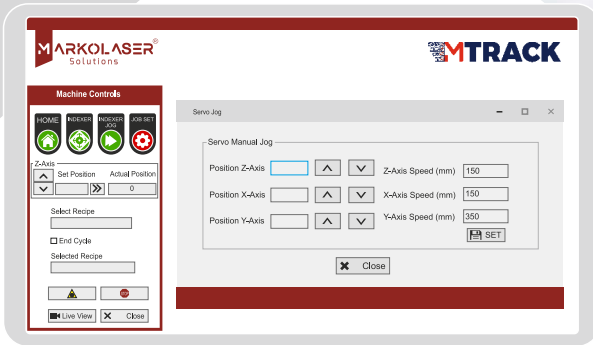 MARKOLASER®
Solutions
MTRACK
Machine Controls
HOME
INDEXER
INDEXER JOG
JOB SET
Z-Axis
Set Position
Actual Position
0
Select Recipe
End Cycle
Selected Recipe
STOP
Live View
Close
Servo Jog
Servo Manual Jog
Position Z-Axis
Z-Axis Speed (mm)
150
Position X-Axis
X-Axis Speed (mm)
150
Position Y-Axis
Y-Axis Speed (mm)
350
SET
Close